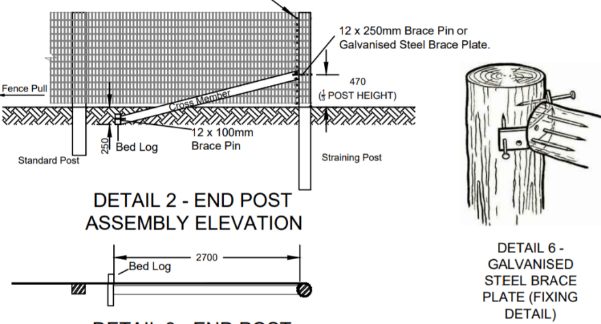 12 x 250mm Brace Pin or
Galvanised Steel Brace Plate.
Fence Pull
Cross Member
470
POST HEIGHT)
12 x 100mm
Brace Pin
250
Bed Log
Standard Post
Straining Post
DETAIL 2 - END POST
ASSEMBLY ELEVATION
2700
Bed Log
DETAIL 6 -
GALVANISED
STEEL BRACE
PLATE (FIXING
DETAIL)